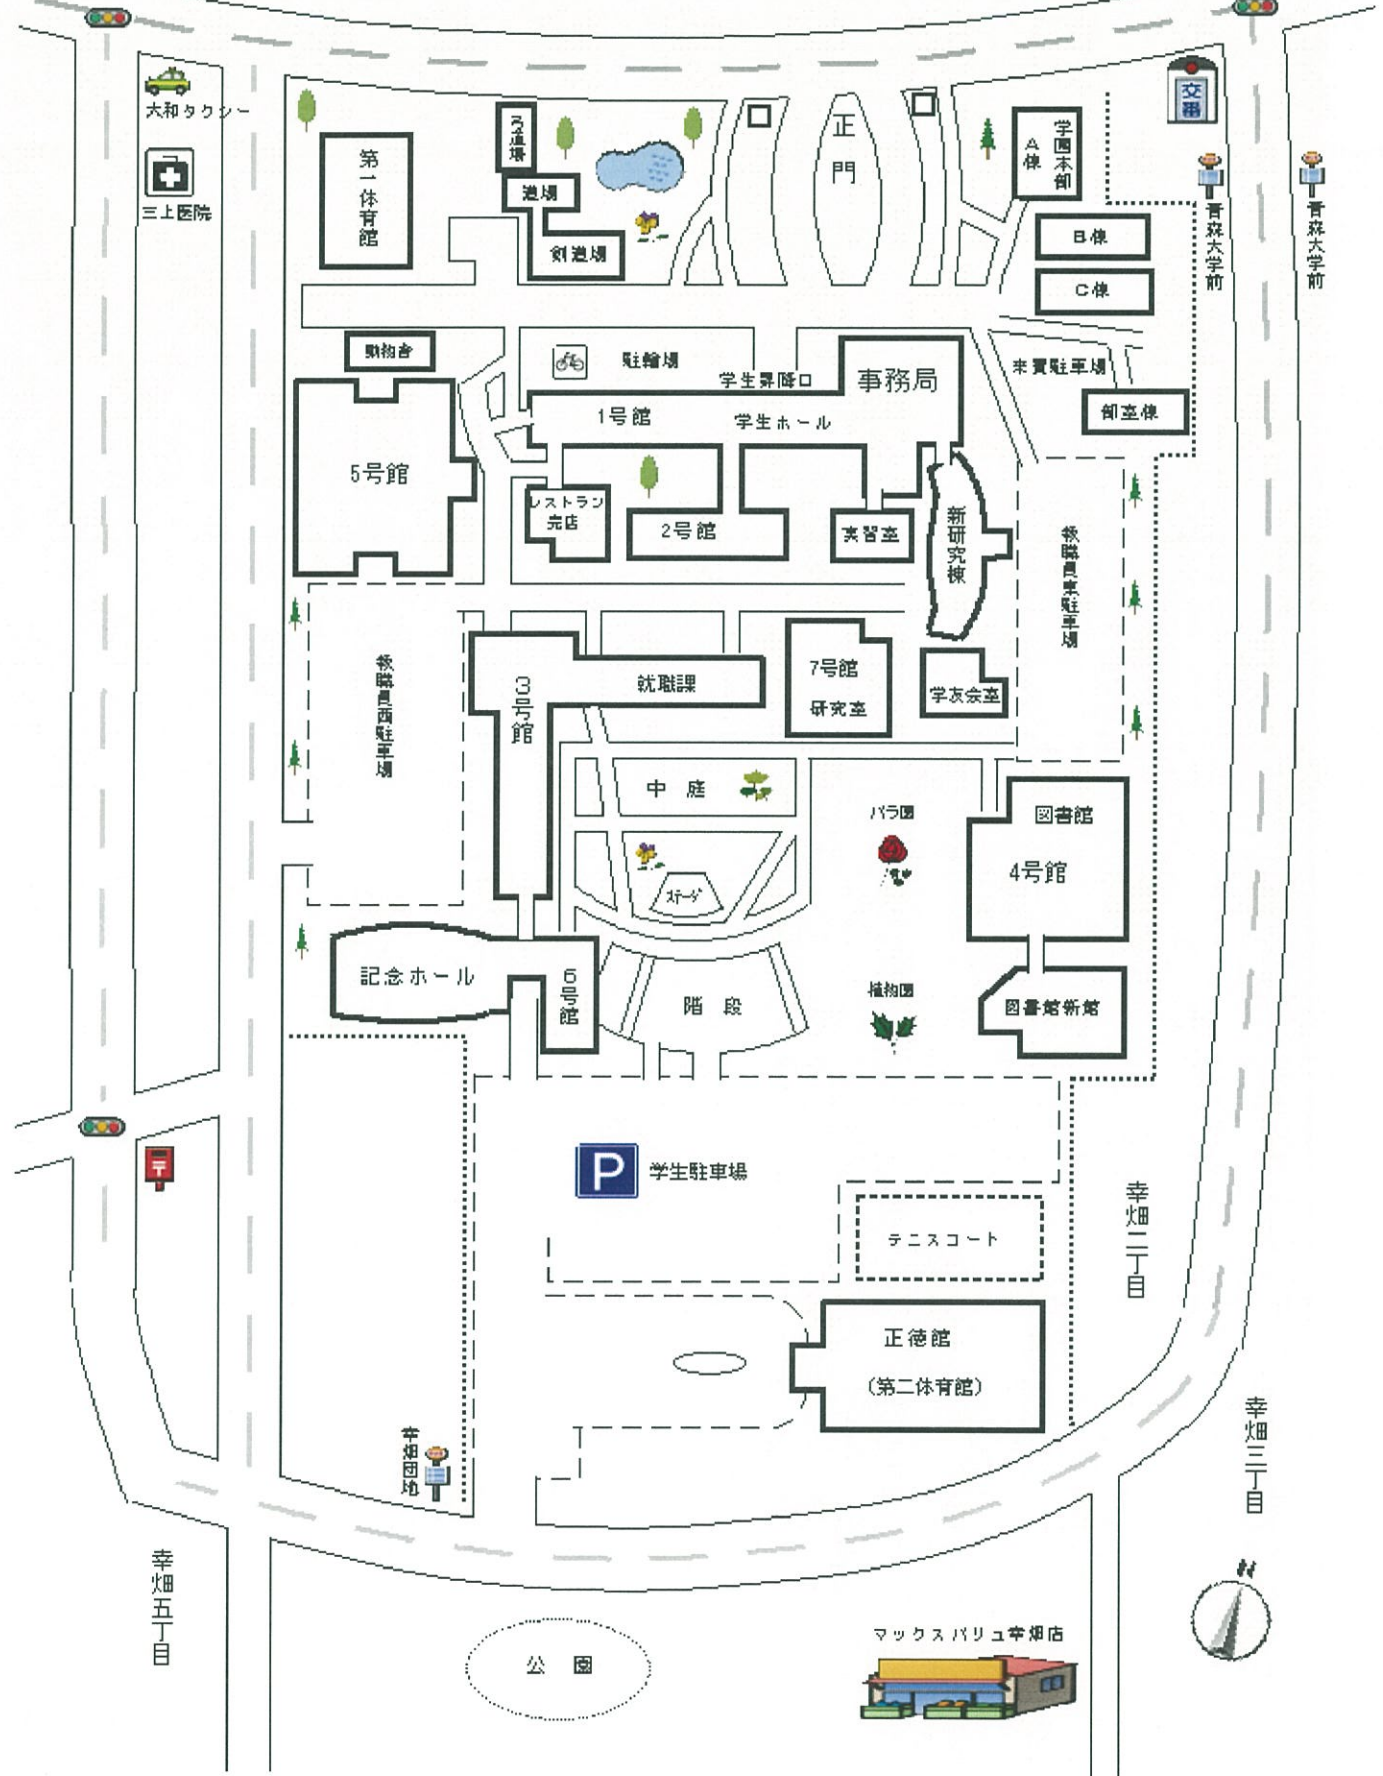 大和タクシー
三上医院
交番
青森大学前
青森大学前
第一体育館
弓道場
道場
剣道場
正門
学園本部
A棟
B棟
C棟
動物舎
駐輪場
学生昇降口
事務局
来賓駐車場
部室棟
1号館
学生ホール
5号館
レストラン
売店
2号館
実習室
新研究棟
教職員東駐車場
教職員西駐車場
3号館
就職課
7号館
研究室
学友会室
中庭
ステージ
バラ園
図書館
4号館
記念ホール
6号館
階段
植物園
図書館新館
P
学生駐車場
テニスコート
幸畑二丁目
正徳館
(第二体育館)
幸畑団地
幸畑三丁目
幸畑五丁目
N
公園
マックスバリュ幸畑店